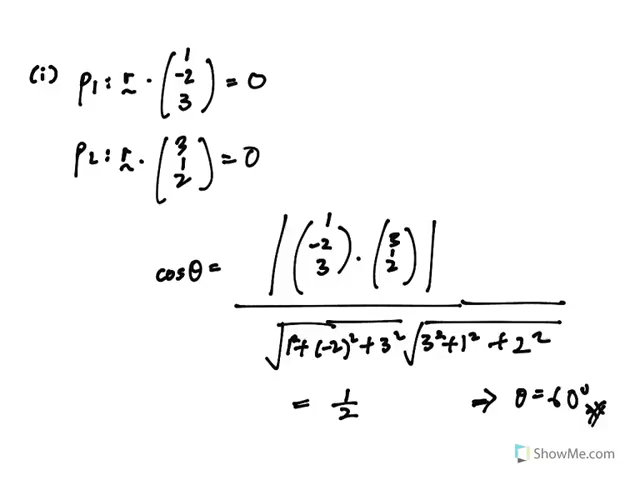 (i) p1 : r̰ · (1 -2 3) = 0
p2 : r̰ · (3 1 2) = 0
cosθ = |(1 -2 3) · (3 1 2)| / √(1²+(-2)²+3²) √(3²+1²+2²)
= 1/2 ⇒ θ = 60°
ShowMe.com